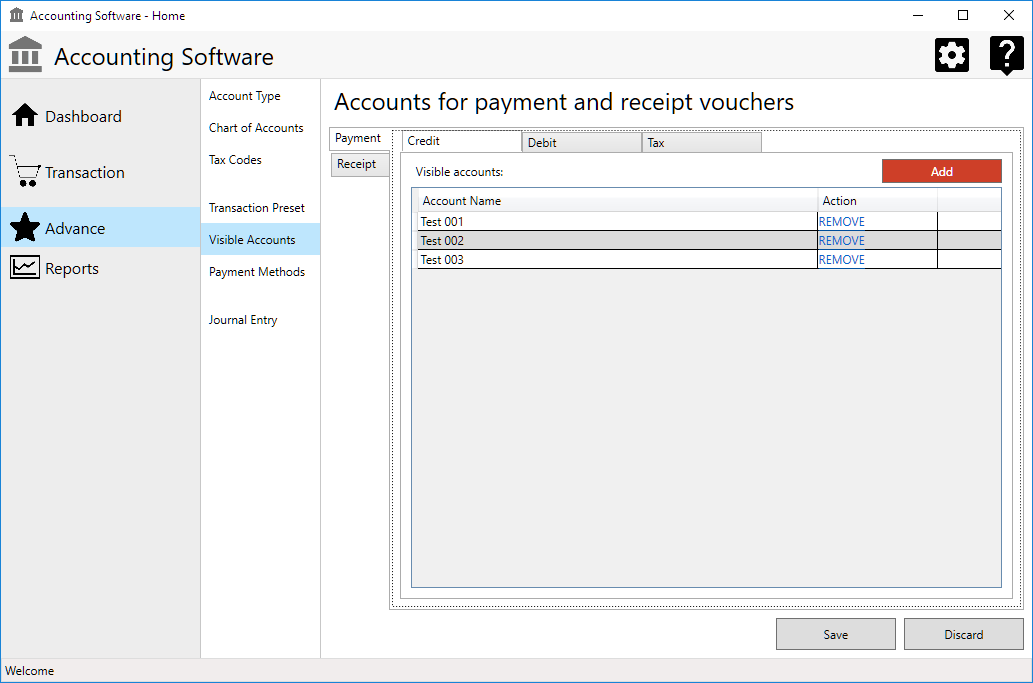 Accounting Software - Home
Accounting Software
?
Dashboard
Transaction
Advance
Reports
Account Type
Chart of Accounts
Tax Codes
Transaction Preset
Visible Accounts
Payment Methods
Journal Entry
Accounts for payment and receipt vouchers
Payment
Receipt
Credit Debit Tax
Visible accounts: Add
Account Name Action
Test 001 REMOVE
Test 002 REMOVE
Test 003 REMOVE
Save Discard
Welcome